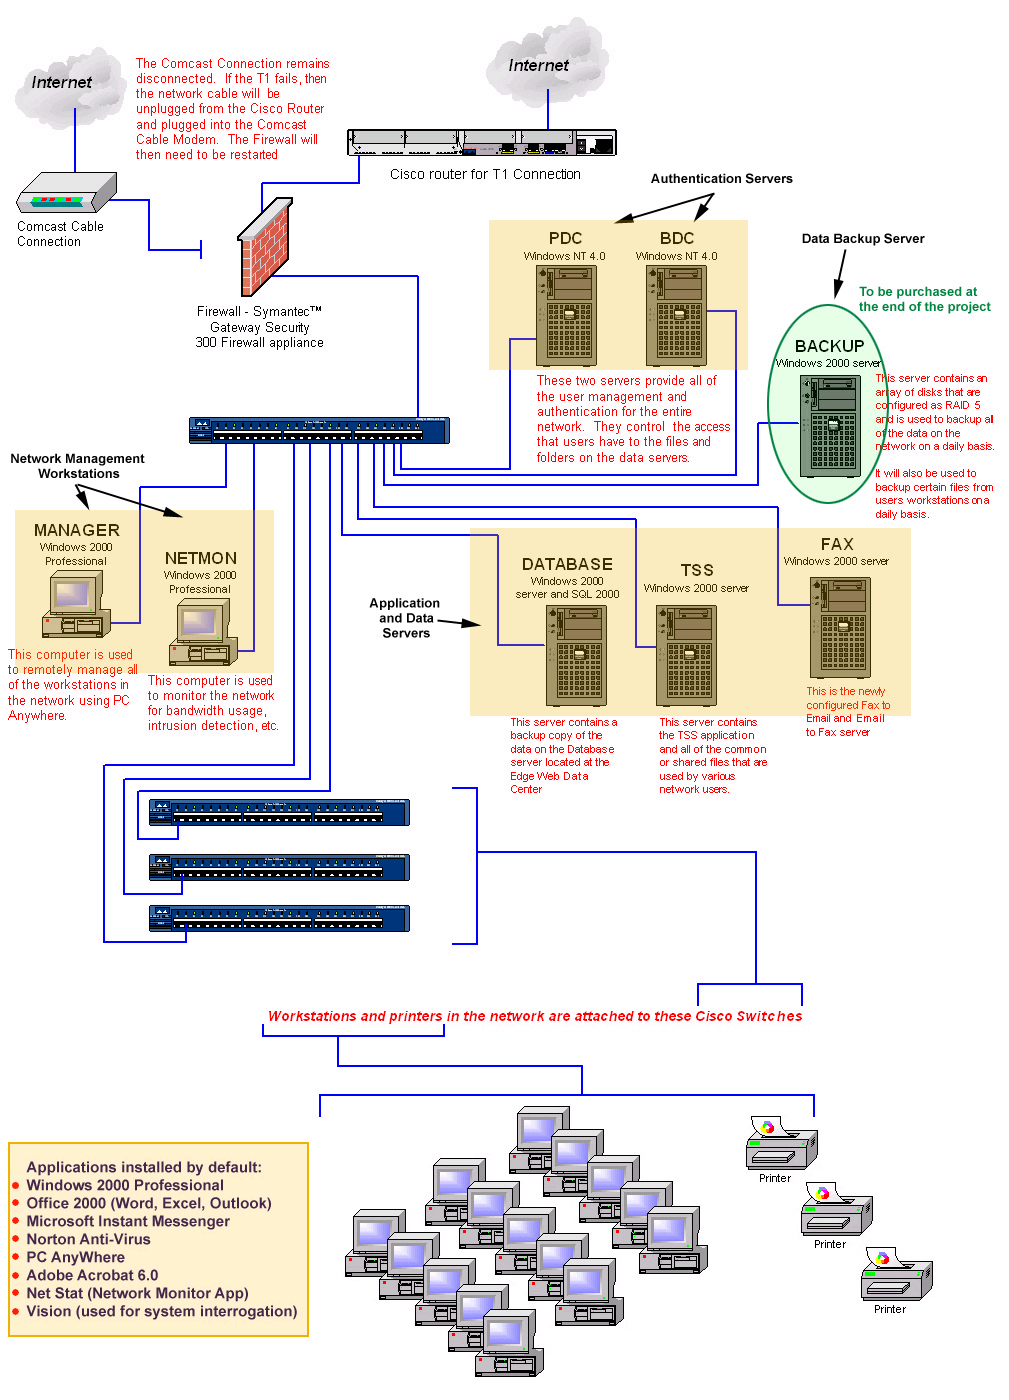 Internet
The Comcast Connection remains
disconnected. If the T1 fails, then
the network cable will be
unplugged from the Cisco Router
and plugged into the Comcast
Cable Modem. The Firewall will
then need to be restarted
Internet
Cisco router for T1 Connection
Comcast Cable
Connection
Firewall - Symantec™
Gateway Security
300 Firewall appliance
Authentication Servers
PDC
Windows NT 4.0
BDC
Windows NT 4.0
These two servers provide all of
the user management and
authentication for the entire
network. They control the access
that users have to the files and
folders on the data servers.
Data Backup Server
To be purchased at
the end of the project
BACKUP
Windows 2000 server
This server contains an
array of disks that are
configured as RAID 5
and is used to backup all
of the data on the
network on a daily basis.
It will also be used to
backup certain files from
users workstations on a
daily basis.
Network Management
Workstations
MANAGER
Windows 2000
Professional
NETMON
Windows 2000
Professional
This computer is used
to remotely manage all
of the workstations in
the network using PC
Anywhere.
This computer is used
to monitor the network
for bandwidth usage,
intrusion detection, etc.
Application
and Data
Servers
DATABASE
Windows 2000
server and SQL 2000
TSS
Windows 2000 server
FAX
Windows 2000 server
This server contains a
backup copy of the
data on the Database
server located at the
Edge Web Data
Center
This server contains
the TSS application
and all of the common
or shared files that are
used by various
network users.
This is the newly
configured Fax to
Email and Email
to Fax server
Workstations and printers in the network are attached to these Cisco Switches
Applications installed by default:
• Windows 2000 Professional
• Office 2000 (Word, Excel, Outlook)
• Microsoft Instant Messenger
• Norton Anti-Virus
• PC AnyWhere
• Adobe Acrobat 6.0
• Net Stat (Network Monitor App)
• Vision (used for system interrogation)
Printer
Printer
Printer